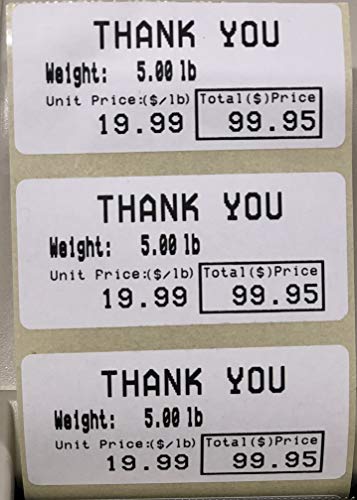 THANK YOU
Weight: 5.00 lb
Unit Price:($/lb) Total($)Price
19.99 99.95
THANK YOU
Weight: 5.00 lb
Unit Price:($/lb) Total($)Price
19.99 99.95
THANK YOU
Weight: 5.00 lb
Unit Price:($/lb) Total($)Price
19.99 99.95